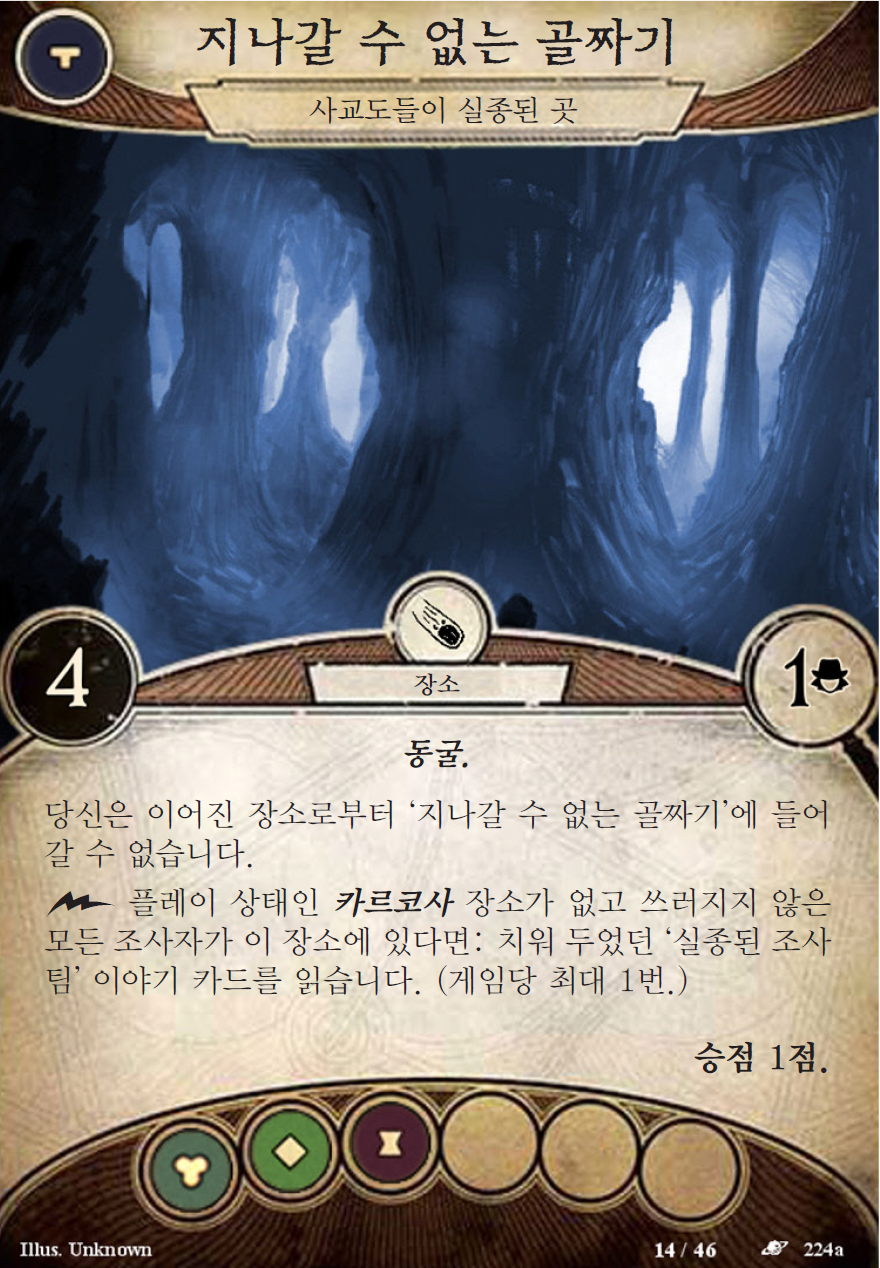 지나갈 수 없는 골짜기
사교도들이 실종된 곳
4
장소
1
동굴.
당신은 이어진 장소로부터 ‘지나갈 수 없는 골짜기’에 들어
갈 수 없습니다.
플레이 상태인 카르코사 장소가 없고 쓰러지지 않은
모든 조사자가 이 장소에 있다면: 치워 두었던 ‘실종된 조사
팀’ 이야기 카드를 읽습니다. (게임당 최대 1번.)
승점 1점.
Illus. Unknown
14 / 46
224a